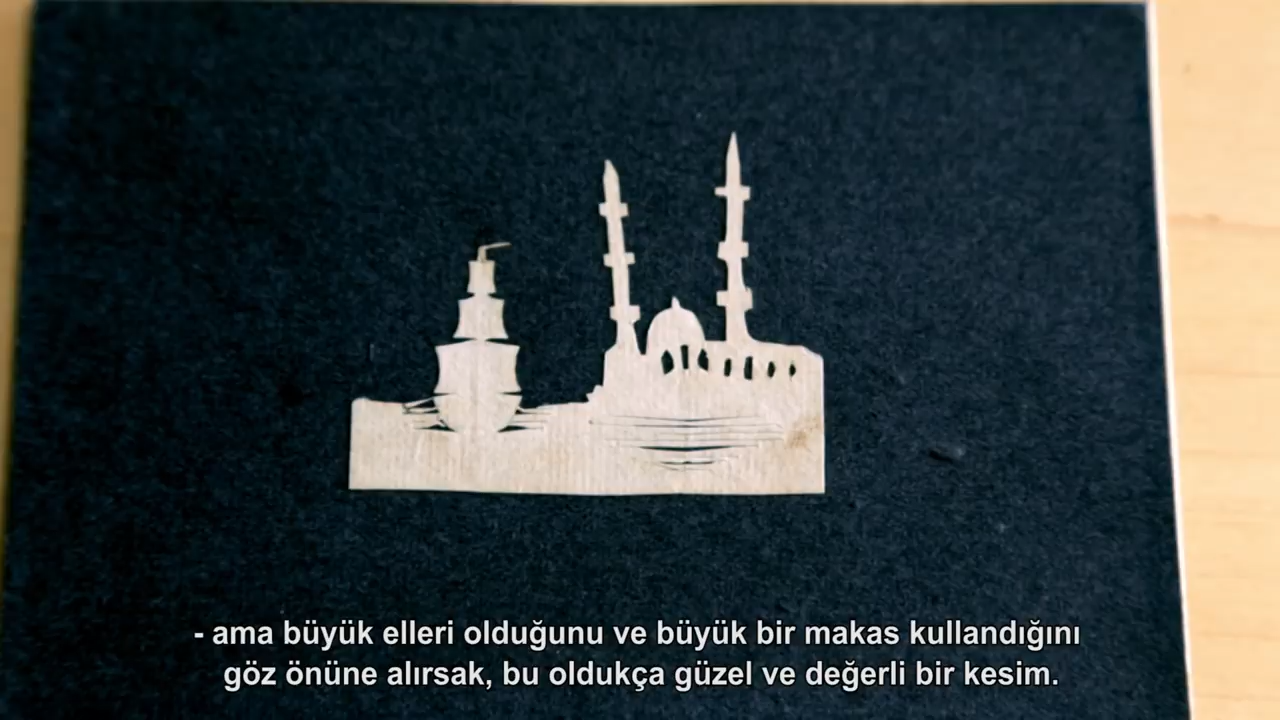 - ama büyük elleri olduğunu ve büyük bir makas kullandığını
göz önüne alırsak, bu oldukça güzel ve değerli bir kesim.